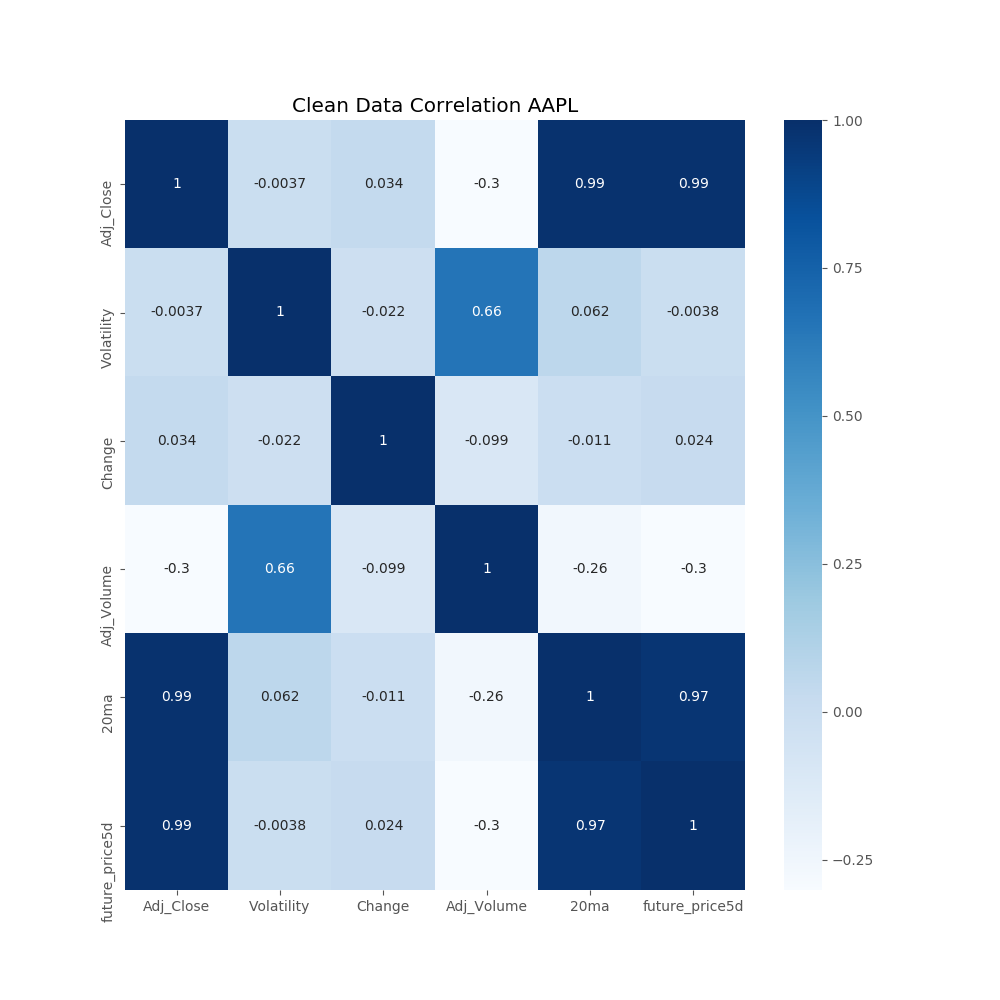 Clean Data Correlation AAPL
Adj_Close 1 -0.0037 0.034 -0.3 0.99 0.99
Volatility -0.0037 1 -0.022 0.66 0.062 -0.0038
Change 0.034 -0.022 1 -0.099 -0.011 0.024
Adj_Volume -0.3 0.66 -0.099 1 -0.26 -0.3
20ma 0.99 0.062 -0.011 -0.26 1 0.97
future_price5d 0.99 -0.0038 0.024 -0.3 0.97 1
Adj_Close Volatility Change Adj_Volume 20ma future_price5d
1.00
0.75
0.50
0.25
0.00
−0.25